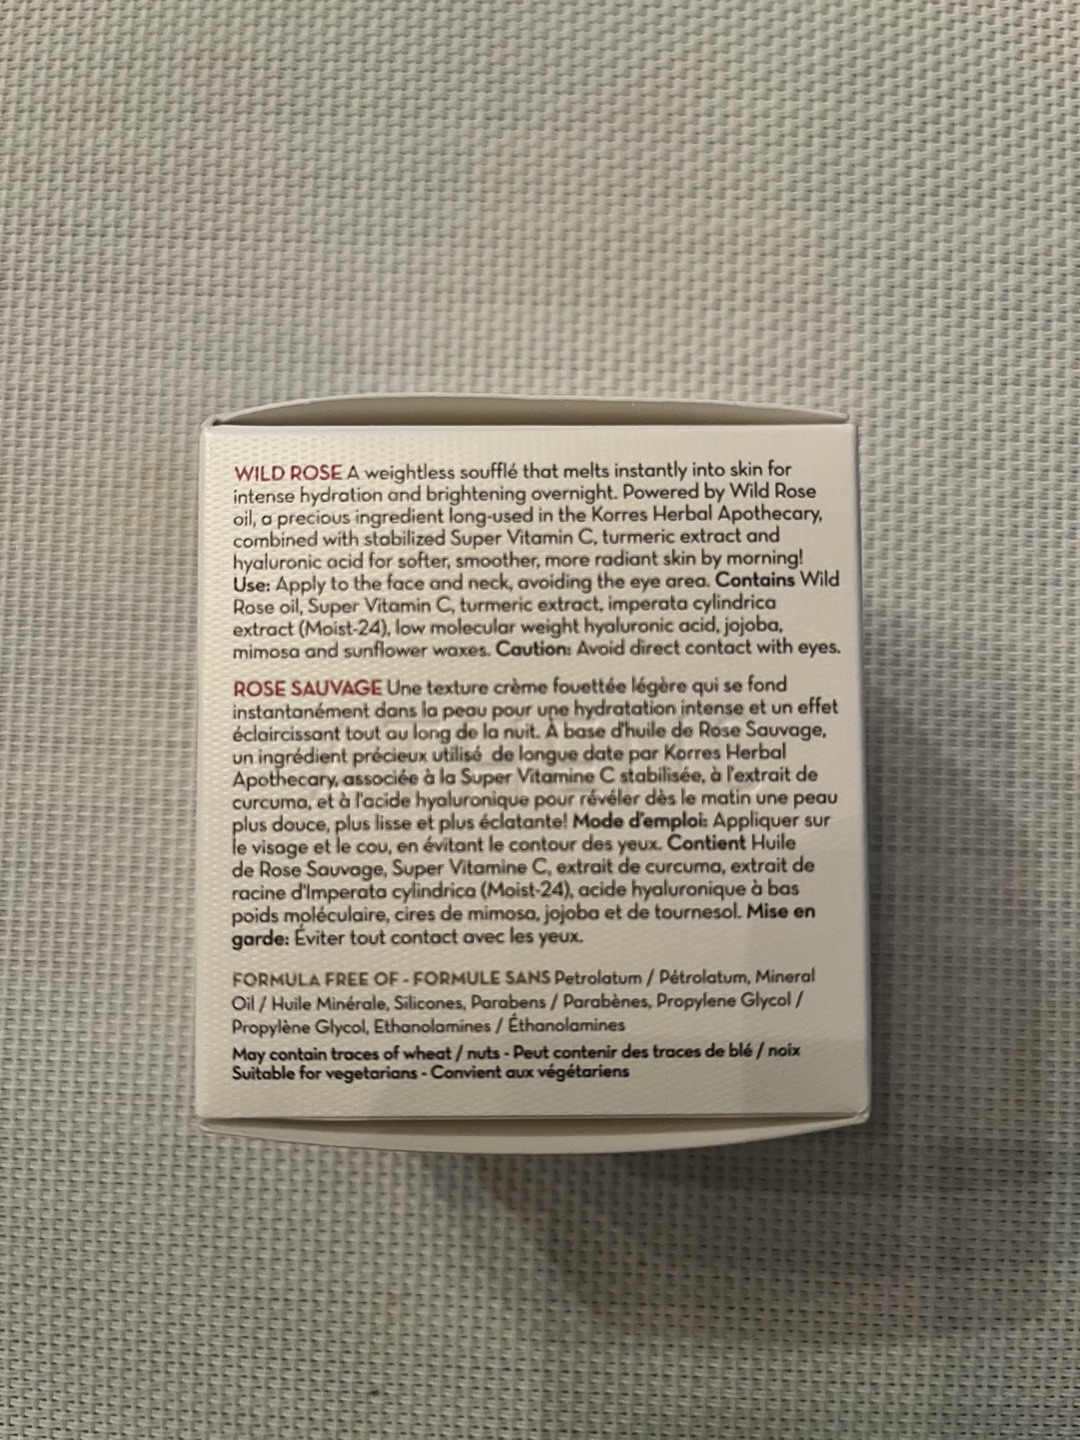 WILD ROSE A weightless soufflé that melts instantly into skin for
intense hydration and brightening overnight. Powered by Wild Rose
oil, a precious ingredient long-used in the Korres Herbal Apothecary,
combined with stabilized Super Vitamin C, turmeric extract and
hyaluronic acid for softer, smoother, more radiant skin by morning!
Use: Apply to the face and neck, avoiding the eye area. Contains Wild
Rose oil, Super Vitamin C, turmeric extract, imperata cylindrica
extract (Moist-24), low molecular weight hyaluronic acid, jojoba,
mimosa and sunflower waxes. Caution: Avoid direct contact with eyes.
ROSE SAUVAGE Une texture crème fouettée légère qui se fond
instantanément dans la peau pour une hydratation intense et un effet
éclaircissant tout au long de la nuit. À base d'huile de Rose Sauvage,
un ingrédient précieux utilisé de longue date par Korres Herbal
Apothecary, associée à la Super Vitamine C stabilisée, à l'extrait de
curcuma, et à l'acide hyaluronique pour révéler dès le matin une peau
plus douce, plus lisse et plus éclatante! Mode d'emploi: Appliquer sur
le visage et le cou, en évitant le contour des yeux. Contient Huile
de Rose Sauvage, Super Vitamine C, extrait de curcuma, extrait de
racine d'Imperata cylindrica (Moist-24), acide hyaluronique à bas
poids moléculaire, cires de mimosa, jojoba et de tournesol. Mise en
garde: Éviter tout contact avec les yeux.
FORMULA FREE OF - FORMULE SANS Petrolatum / Pétrolatum, Mineral
Oil / Huile Minérale, Silicones, Parabens / Parabènes, Propylene Glycol /
Propylène Glycol, Ethanolamines / Éthanolamines
May contain traces of wheat / nuts - Peut contenir des traces de blé / noix
Suitable for vegetarians - Convient aux végétariens